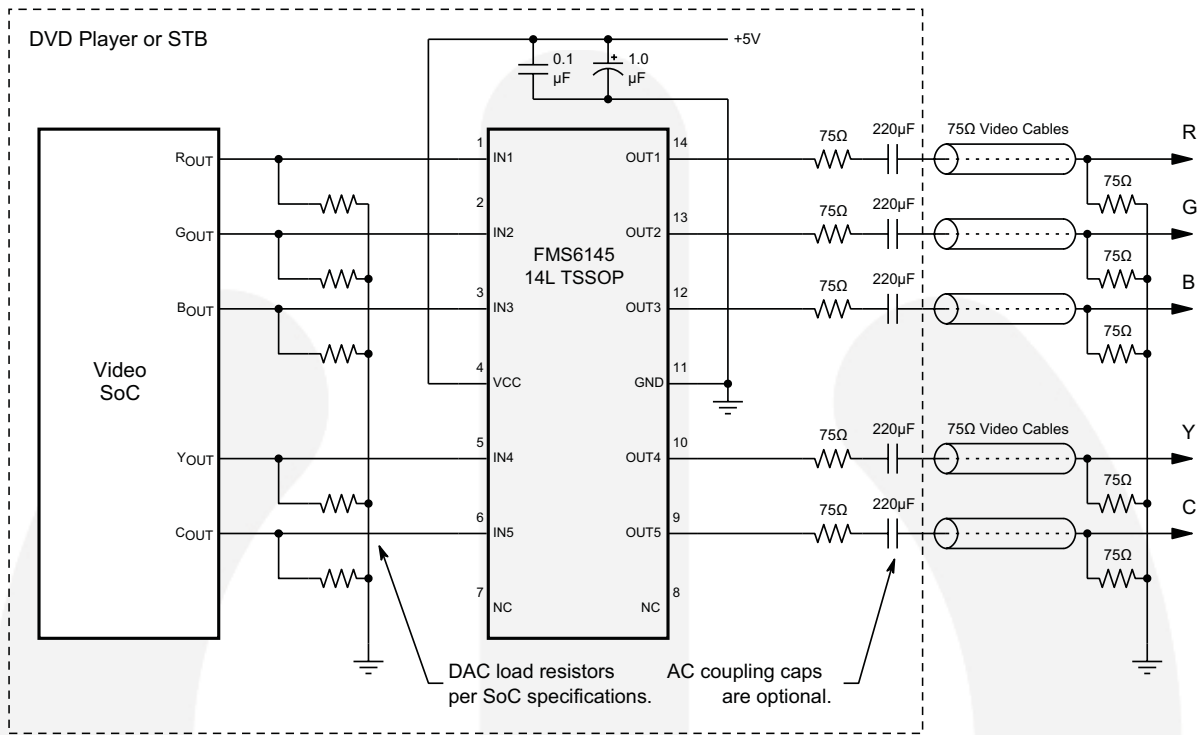 DVD Player or STB
+5V
0.1
µF
+
1.0
µF
75Ω
220µF
75Ω Video Cables
R
ROUT
1
IN1
OUT1
14
75Ω
2
75Ω
220µF
G
GOUT
IN2
OUT2
13
FMS6145
14L TSSOP
75Ω
75Ω
220µF
B
BOUT
3
IN3
OUT3
12
75Ω
Video
SoC
4
VCC
GND
11
75Ω
220µF
75Ω Video Cables
Y
YOUT
5
IN4
OUT4
10
75Ω
75Ω
220µF
C
COUT
6
IN5
OUT5
9
75Ω
7
NC
NC
8
DAC load resistors
per SoC specifications.
AC coupling caps
are optional.